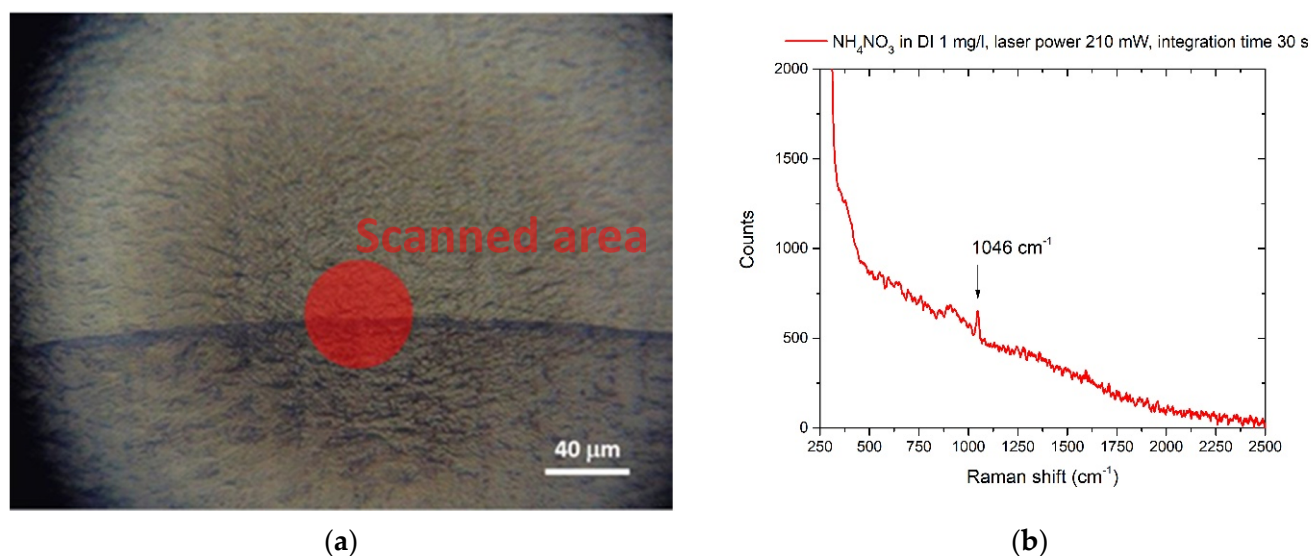 Scanned area
40 μm
(a)
NH₄NO₃ in DI 1 mg/l, laser power 210 mW, integration time 30 s
2000
1500
1000
500
0
Counts
1046 cm⁻¹
250 500 750 1000 1250 1500 1750 2000 2250 2500
Raman shift (cm⁻¹)
(b)